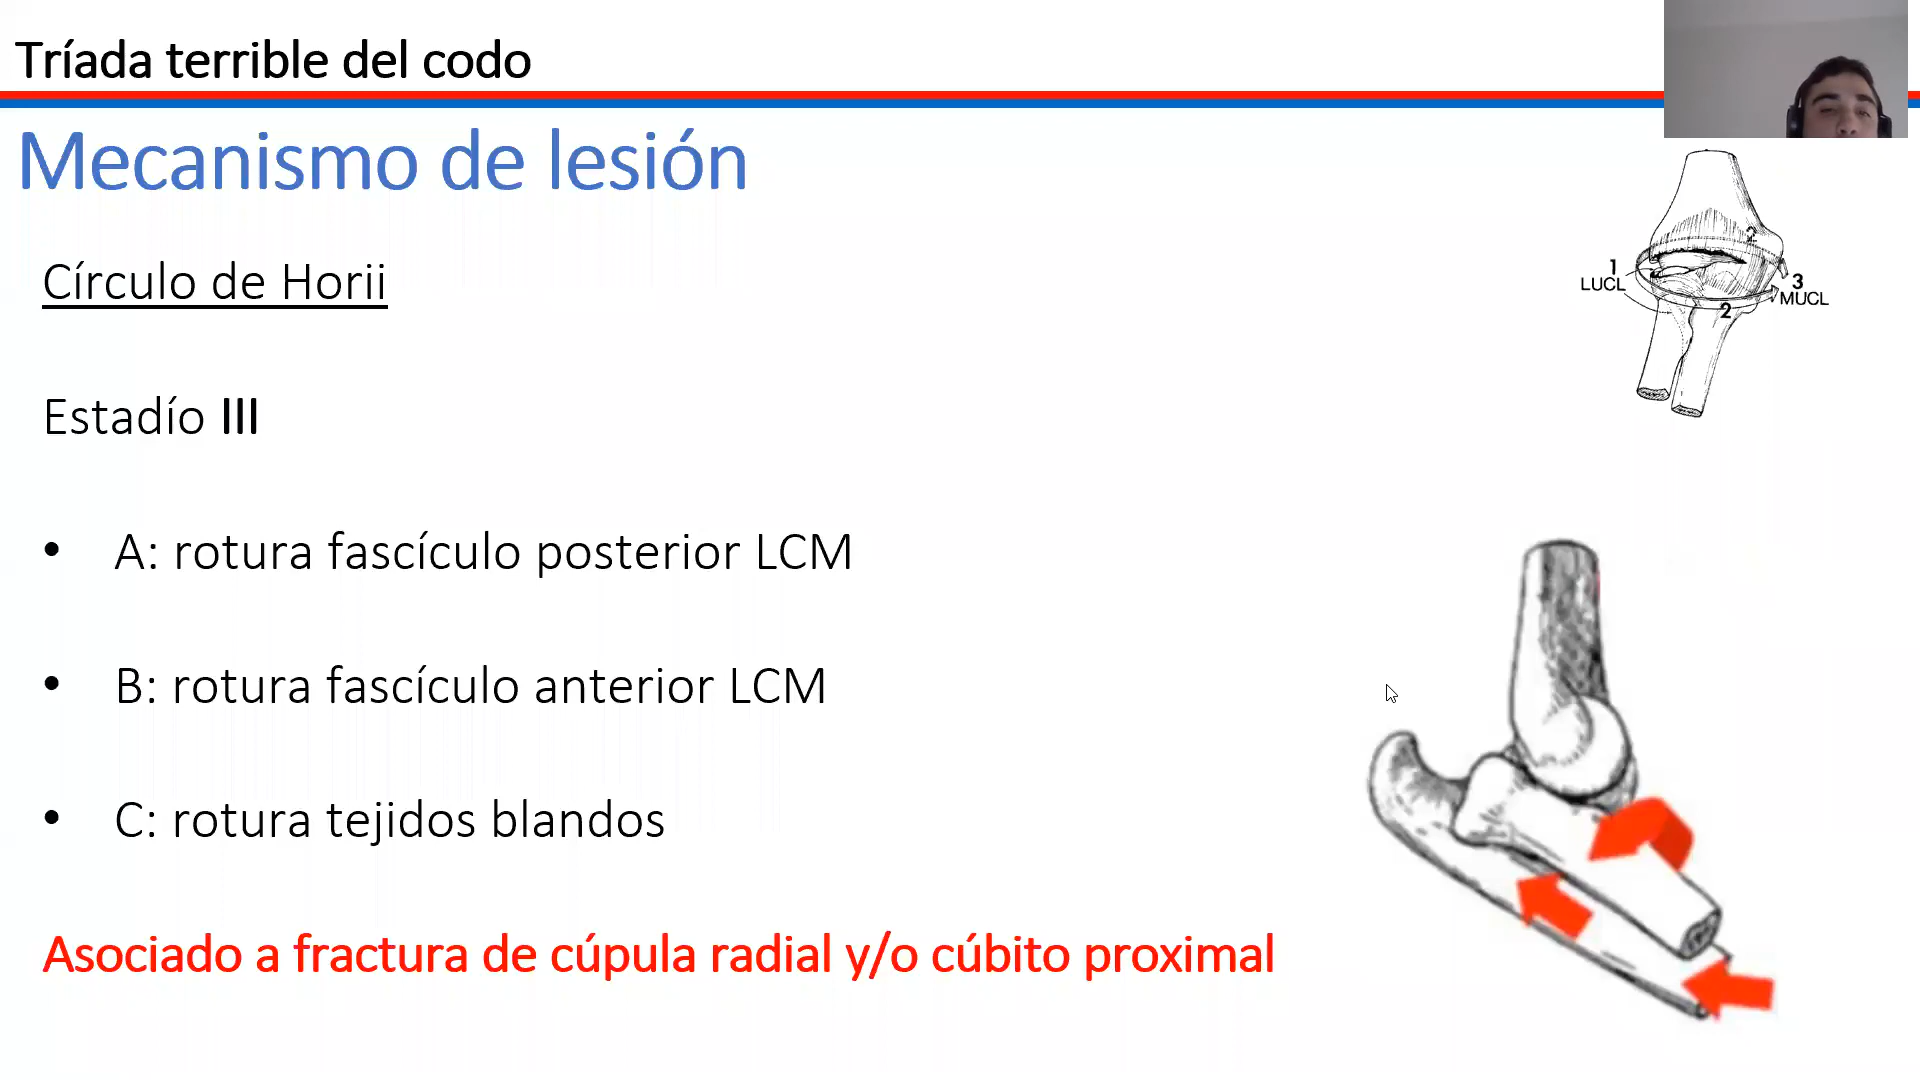 Tríada terrible del codo
Mecanismo de lesión
Círculo de Horii
Estadío III
• A: rotura fascículo posterior LCM
• B: rotura fascículo anterior LCM
• C: rotura tejidos blandos
Asociado a fractura de cúpula radial y/o cúbito proximal
2
1
LUCL
3
MUCL
2